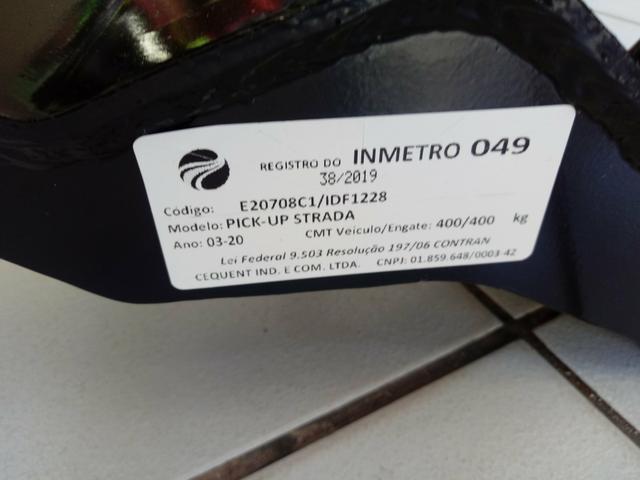 REGISTRO DO INMETRO 049
38/2019
Código: E20708C1/IDF1228
Modelo: PICK-UP STRADA
Ano: 03-20 CMT Veículo/Engate: 400/400 kg
Lei Federal 9.503 Resolução 197/06 CONTRAN
CEQUENT IND. E COM. LTDA. CNPJ: 01.859.648/0003-42